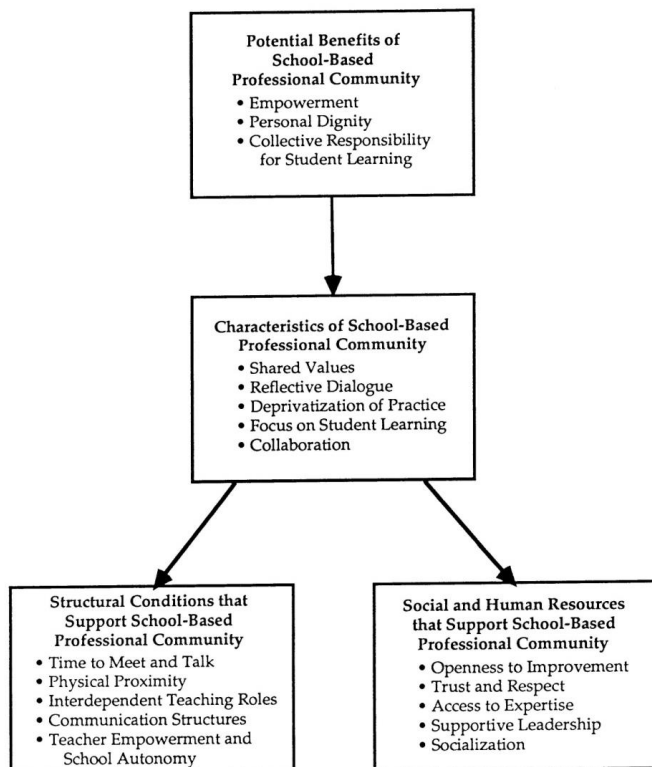 Potential Benefits of
School-Based
Professional Community
• Empowerment
• Personal Dignity
• Collective Responsibility
for Student Learning
Characteristics of School-Based
Professional Community
• Shared Values
• Reflective Dialogue
• Deprivatization of Practice
• Focus on Student Learning
• Collaboration
Structural Conditions that
Support School-Based
Professional Community
• Time to Meet and Talk
• Physical Proximity
• Interdependent Teaching Roles
• Communication Structures
• Teacher Empowerment and
School Autonomy
Social and Human Resources
that Support School-Based
Professional Community
• Openness to Improvement
• Trust and Respect
• Access to Expertise
• Supportive Leadership
• Socialization